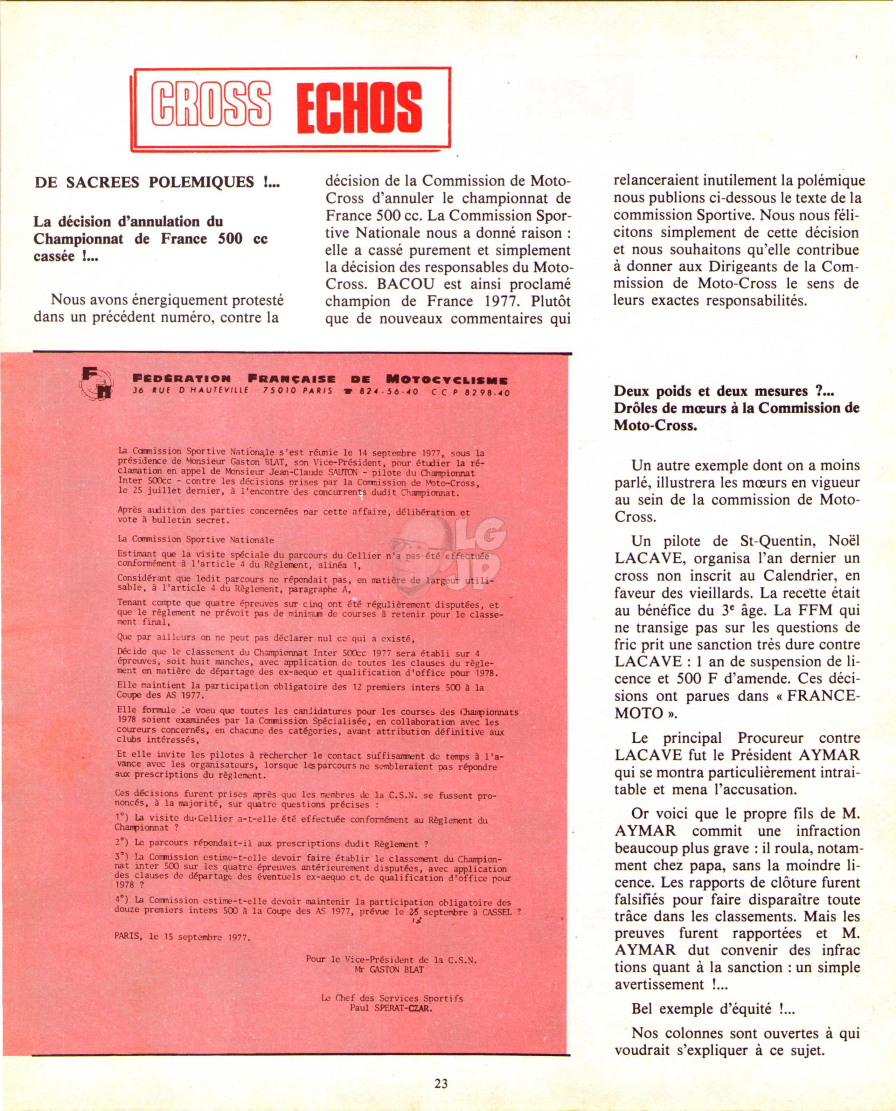 CROSS ECHOS
DE SACREES POLEMIQUES !...
La décision d'annulation du
Championnat de France 500 cc
cassée !...
Nous avons énergiquement protesté
dans un précédent numéro, contre la
décision de la Commission de Moto-
Cross d'annuler le championnat de
France 500 cc. La Commission Spor-
tive Nationale nous a donné raison :
elle a cassé purement et simplement
la décision des responsables du Moto-
Cross. BACOU est ainsi proclamé
champion de France 1977. Plutôt
que de nouveaux commentaires qui
relanceraient inutilement la polémique
nous publions ci-dessous le texte de la
commission Sportive. Nous nous féli-
citons simplement de cette décision
et nous souhaitons qu'elle contribue
à donner aux Dirigeants de la Com-
mission de Moto-Cross le sens de
leurs exactes responsabilités.
FM
FÉDÉRATION FRANÇAISE DE MOTOCYCLISME
36 RUE D'HAUTEVILLE 75010 PARIS ☎ 824-56-40 C C P 8298-40
La Commission Sportive Nationale s'est réunie le 14 septembre 1977, sous la
présidence de Monsieur Gaston BLAT, son Vice-Président, pour étudier la ré-
clamation en appel de Monsieur Jean-Claude SAUTON - pilote du Championnat
Inter 500cc - contre les décisions prises par la Commission de Moto-Cross,
le 25 juillet dernier, à l'encontre des concurrents dudit Championnat.
Après audition des parties concernées par cette affaire, délibération et
vote à bulletin secret.
La Commission Sportive Nationale
Estimant que la visite spéciale du parcours du Cellier n'a pas été effectuée
conformément à l'article 4 du Règlement, alinéa 1,
Considérant que ledit parcours ne répondait pas, en matière de largeur utili-
sable, à l'article 4 du Règlement, paragraphe A,
Tenant compte que quatre épreuves sur cinq ont été régulièrement disputées, et
que le règlement ne prévoit pas de minimum de courses à retenir pour le classe-
ment final,
Que par ailleurs on ne peut pas déclarer nul ce qui a existé,
Décide que le classement du Championnat Inter 500cc 1977 sera établi sur 4
épreuves, soit huit manches, avec application de toutes les clauses du règle-
ment en matière de départage des ex-aequo et qualification d'office pour 1978.
Elle maintient la participation obligatoire des 12 premiers inters 500 à la
Coupe des AS 1977.
Elle formule le voeu que toutes les candidatures pour les courses des Championnats
1978 soient examinées par la Commission Spécialisée, en collaboration avec les
coureurs concernés, en chacune des catégories, avant attribution définitive aux
clubs intéressés,
Et elle invite les pilotes à rechercher le contact suffisamment de temps à l'a-
vance avec les organisateurs, lorsque les parcours ne sembleraient pas répondre
aux prescriptions du règlement.
Ces décisions furent prises après que les membres de la C.S.N. se fussent pro-
noncés, à la majorité, sur quatre questions précises :
1°) La visite du Cellier a-t-elle été effectuée conformément au Règlement du
Championnat ?
2°) Le parcours répondait-il aux prescriptions dudit Règlement ?
3°) La Commission estime-t-elle devoir faire établir le classement du Champion-
nat inter 500 sur les quatre épreuves antérieurement disputées, avec application
des clauses de départage des éventuels ex-aequo et de qualification d'office pour
1978 ?
4°) La Commission estime-t-elle devoir maintenir la participation obligatoire des
douze premiers inters 500 à la Coupe des AS 1977, prévue le septembre à CASSEL ?
PARIS, le 15 septembre 1977.
Pour le Vice-Président de la C.S.N.
Mr GASTON BLAT
Le Chef des Services Sportifs
Paul SPERAT-CZAR.
LG
JP
Deux poids et deux mesures ?...
Drôles de mœurs à la Commission de
Moto-Cross.
Un autre exemple dont on a moins
parlé, illustrera les mœurs en vigueur
au sein de la commission de Moto-
Cross.
Un pilote de St-Quentin, Noël
LACAVE, organisa l'an dernier un
cross non inscrit au Calendrier, en
faveur des vieillards. La recette était
au bénéfice du 3e âge. La FFM qui
ne transige pas sur les questions de
fric prit une sanction très dure contre
LACAVE : 1 an de suspension de li-
cence et 500 F d'amende. Ces déci-
sions ont parues dans « FRANCE-
MOTO ».
Le principal Procureur contre
LACAVE fut le Président AYMAR
qui se montra particulièrement intrai-
table et mena l'accusation.
Or voici que le propre fils de M.
AYMAR commit une infraction
beaucoup plus grave : il roula, notam-
ment chez papa, sans la moindre li-
cence. Les rapports de clôture furent
falsifiés pour faire disparaître toute
trâce dans les classements. Mais les
preuves furent rapportées et M.
AYMAR dut convenir des infrac
tions quant à la sanction : un simple
avertissement !...
Bel exemple d'équité !...
Nos colonnes sont ouvertes à qui
voudrait s'expliquer à ce sujet.
23